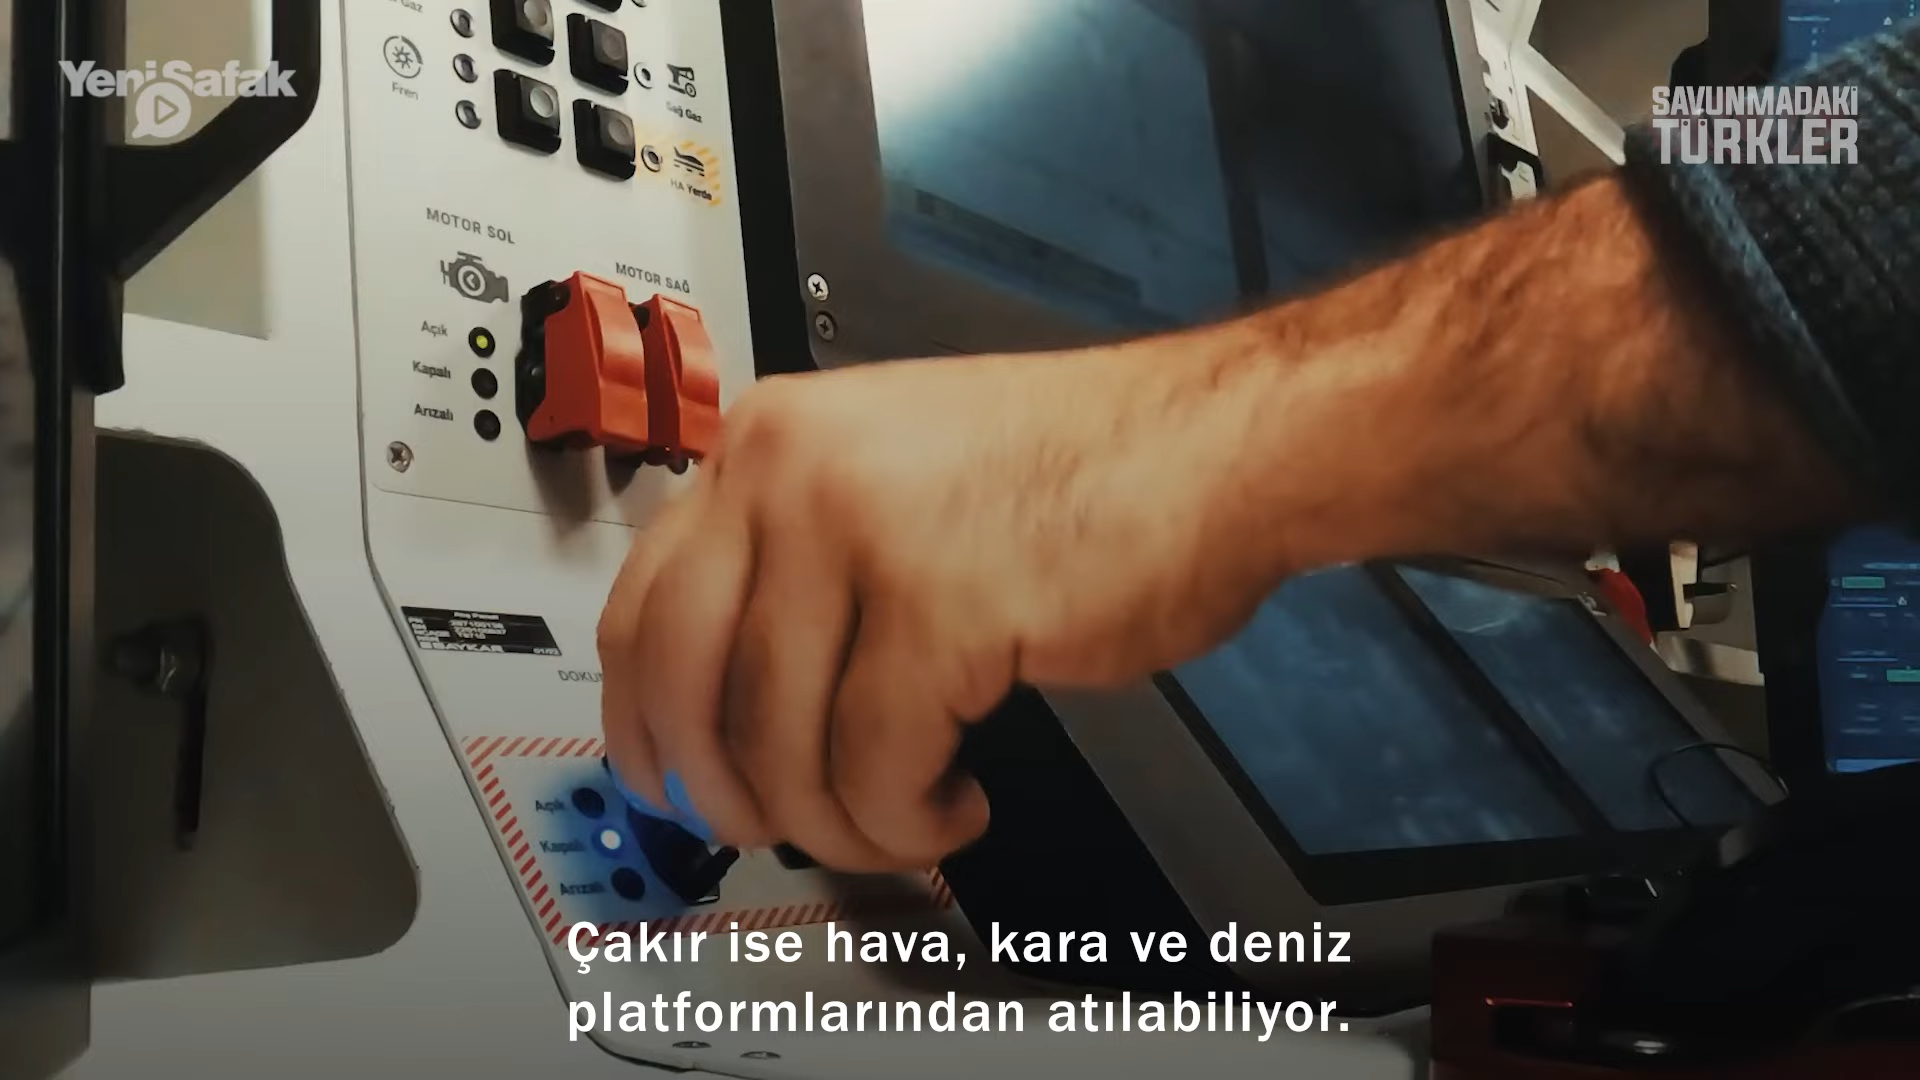 Yeni Şafak
SAVUNMADAKİ
TÜRKLER
Gaz
Fren
Sağ Gaz
HA Yerde
MOTOR SOL
MOTOR SAĞ
Açık
Kapalı
Arızalı
BAYKAR
Açık
Kapalı
Arızalı
Çakır ise hava, kara ve deniz
platformlarından atılabiliyor.